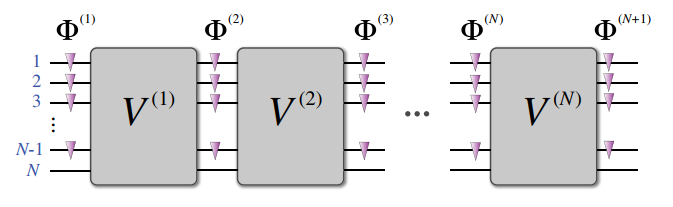 Φ(1) Φ(2) Φ(3) Φ(N) Φ(N+1)
1
2
3
V(1) V(2) ... V(N)
⋮
N-1
N